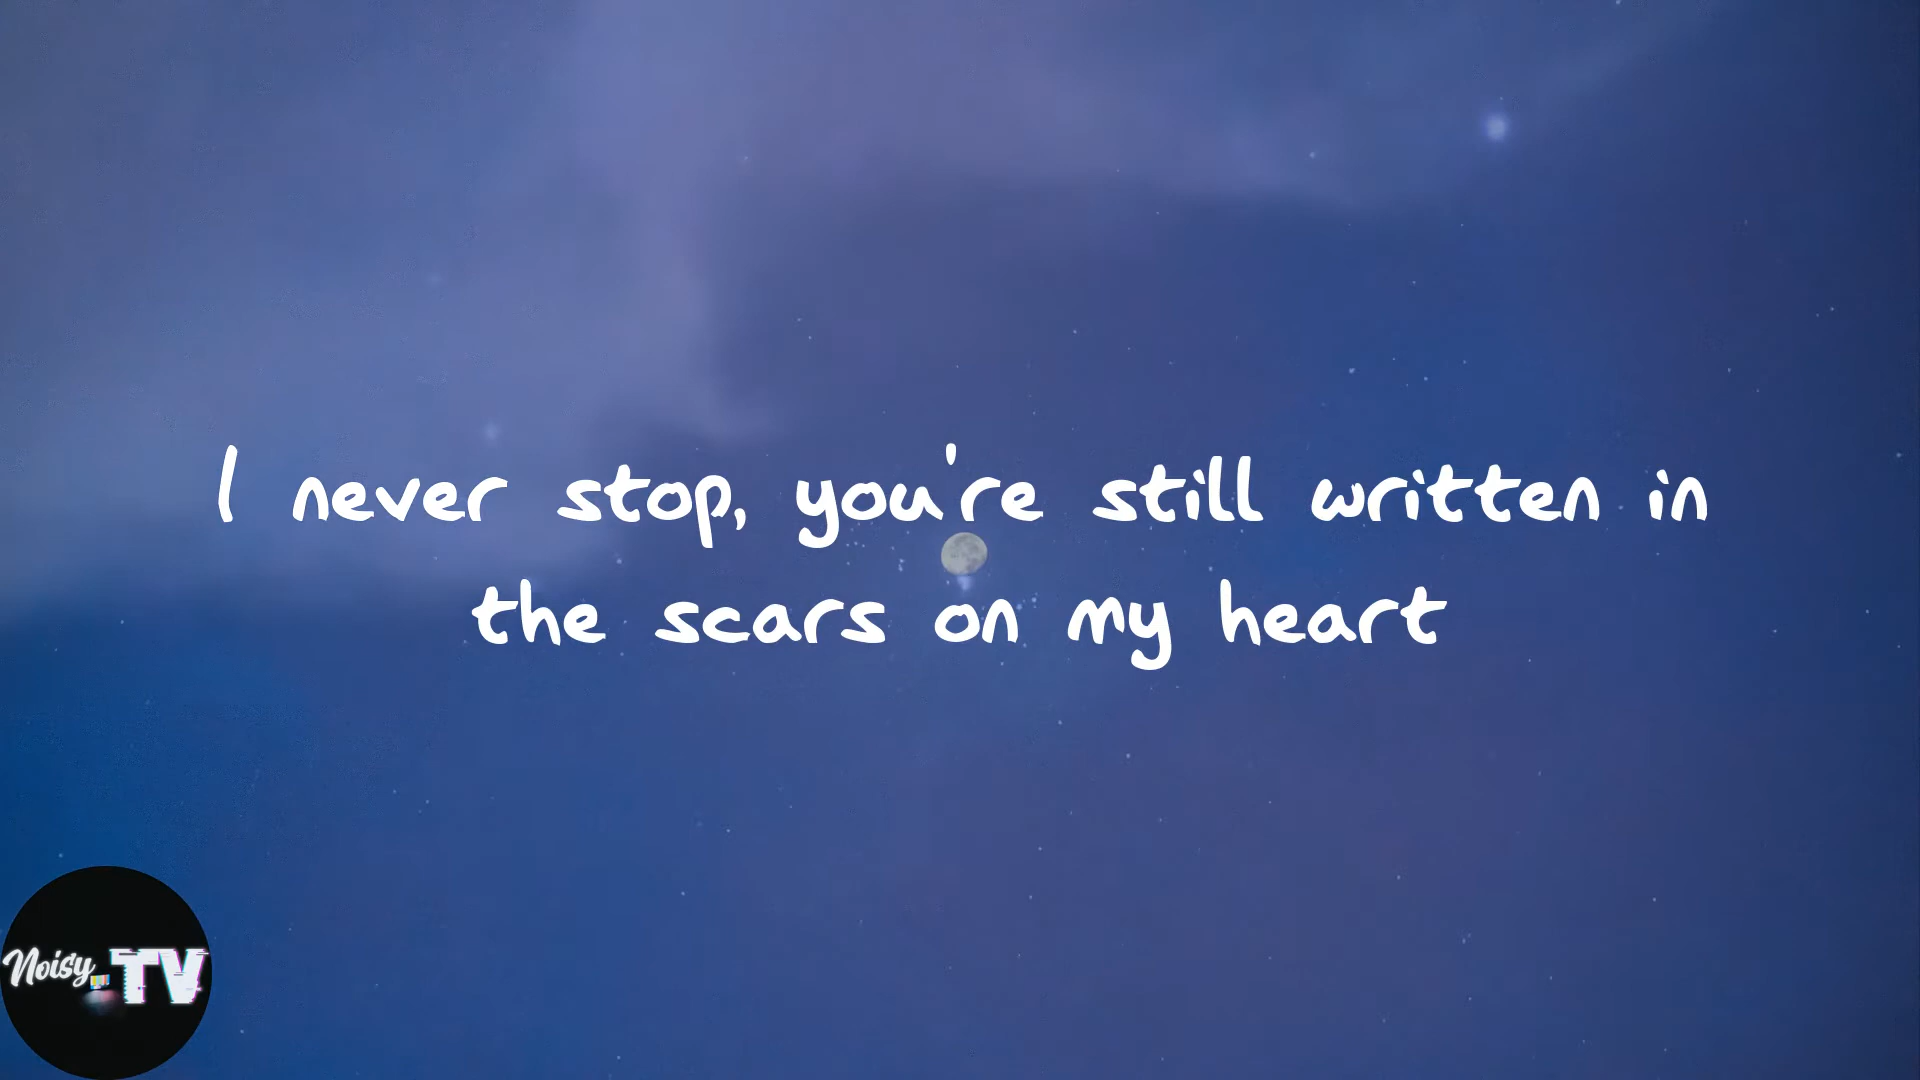 I never stop, you're still written in
the scars on my heart
Noisy TV